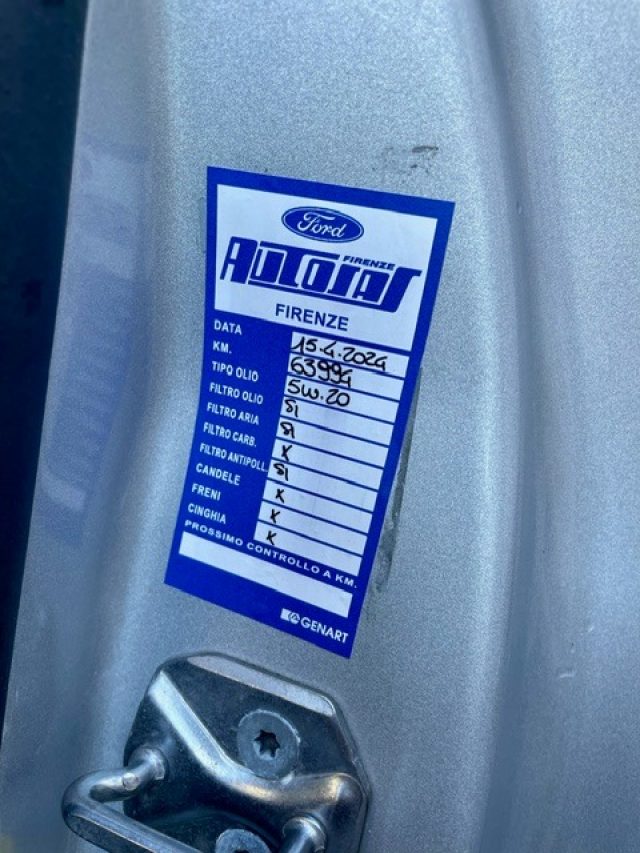 Ford
FIRENZE
AUTOSAS
FIRENZE
DATA 15.4.2024
KM. 63994
TIPO OLIO 5W.20
FILTRO OLIO SI
FILTRO ARIA SI
FILTRO CARB. X
FILTRO ANTIPOLL. SI
CANDELE X
FRENI X
CINGHIA X
PROSSIMO CONTROLLO A KM.
GENART